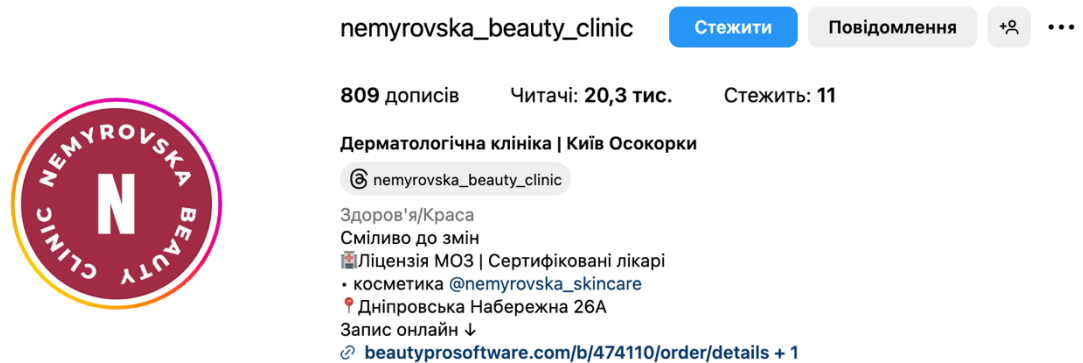 nemyrovska_beauty_clinic Стежити Повідомлення
809 дописів Читачі: 20,3 тис. Стежить: 11
Дерматологічна клініка | Київ Осокорки
nemyrovska_beauty_clinic
Здоров'я/Краса
Сміливо до змін
Ліцензія МОЗ | Сертифіковані лікарі
• косметика @nemyrovska_skincare
Дніпровська Набережна 26А
Запис онлайн ↓
beautyprosoftware.com/b/474110/order/details + 1
NEMYROVSKA BEAUTY CLINIC
N